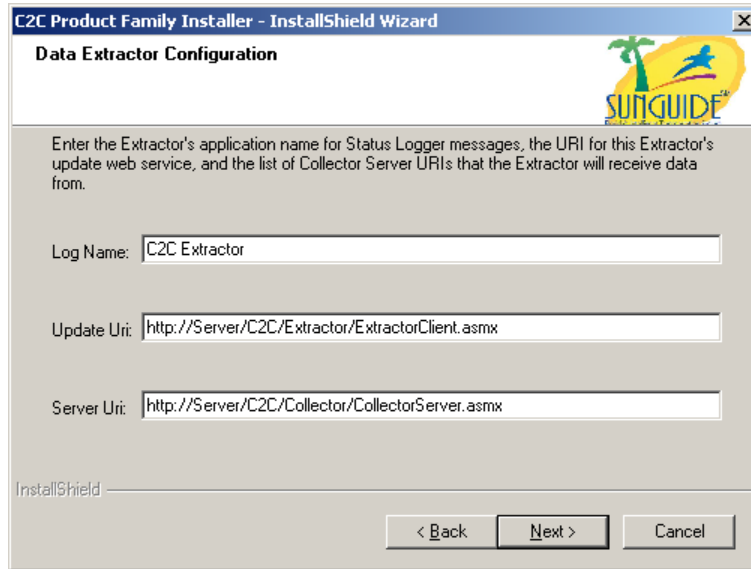 C2C Product Family Installer - InstallShield Wizard
Data Extractor Configuration
SUNGUIDE
Enter the Extractor's application name for Status Logger messages, the URI for this Extractor's
update web service, and the list of Collector Server URIs that the Extractor will receive data
from.
Log Name: C2C Extractor
Update Uri: http://Server/C2C/Extractor/ExtractorClient.asmx
Server Uri: http://Server/C2C/Collector/CollectorServer.asmx
InstallShield
< Back Next > Cancel